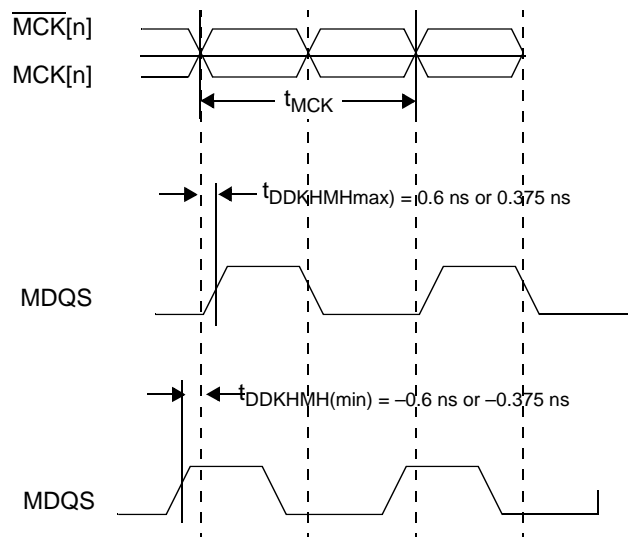 M̅C̅K̅[n]
MCK[n]
tMCK
tDDKHMHmax) = 0.6 ns or 0.375 ns
MDQS
tDDKHMH(min) = –0.6 ns or –0.375 ns
MDQS